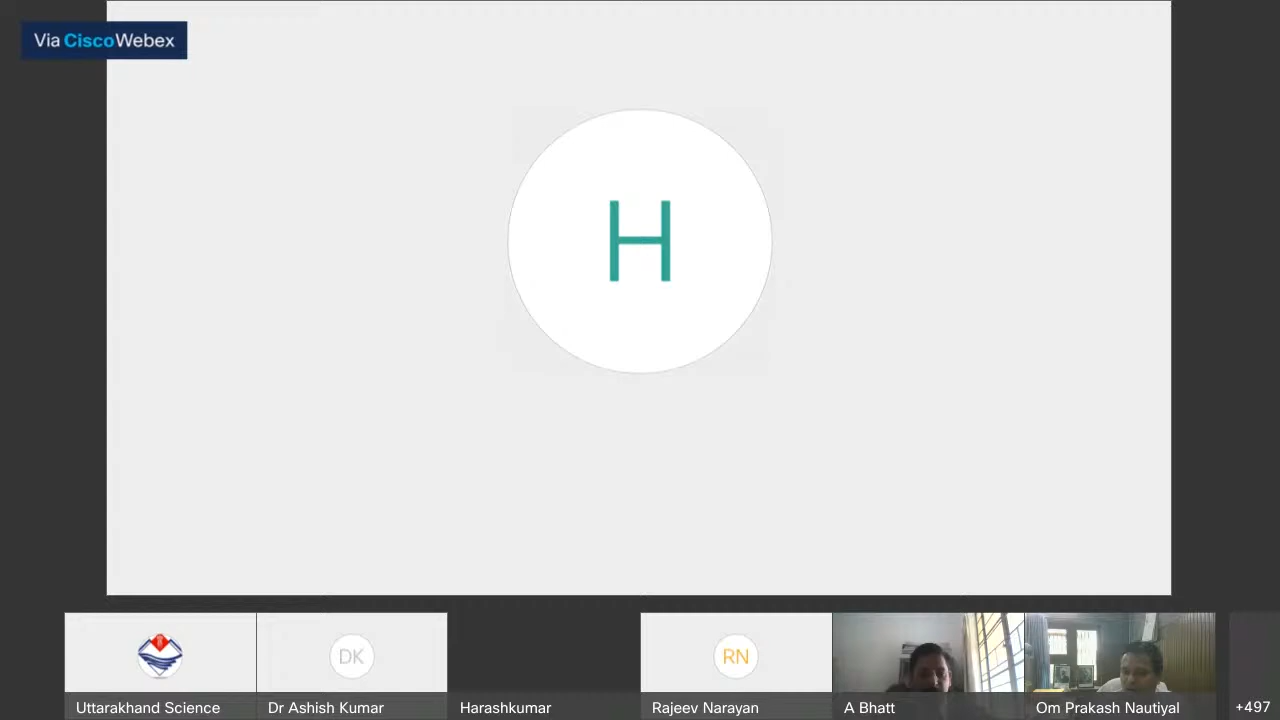 Via CiscoWebex
H
DK
RN
Uttarakhand Science
Dr Ashish Kumar
Harashkumar
Rajeev Narayan
A Bhatt
Om Prakash Nautiyal
+497